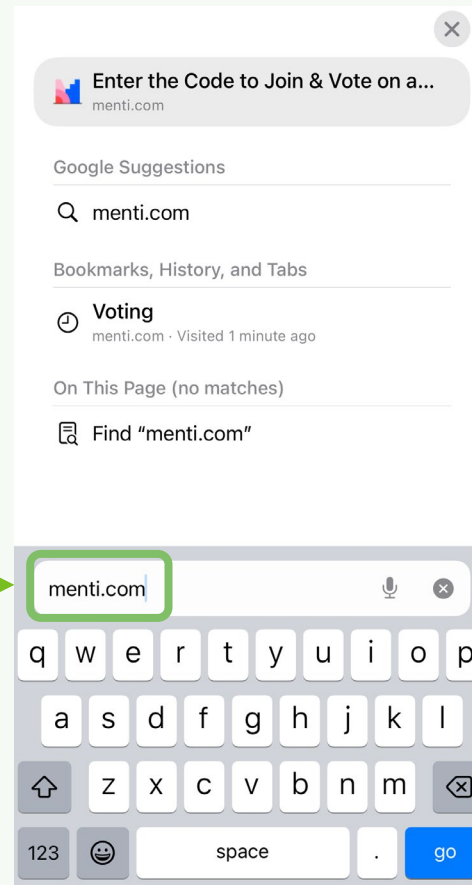 Enter the Code to Join & Vote on a...
menti.com
Google Suggestions
menti.com
Bookmarks, History, and Tabs
Voting
menti.com · Visited 1 minute ago
On This Page (no matches)
Find “menti.com”
menti.com
q w e r t y u i o p
a s d f g h j k l
z x c v b n m
123 space . go